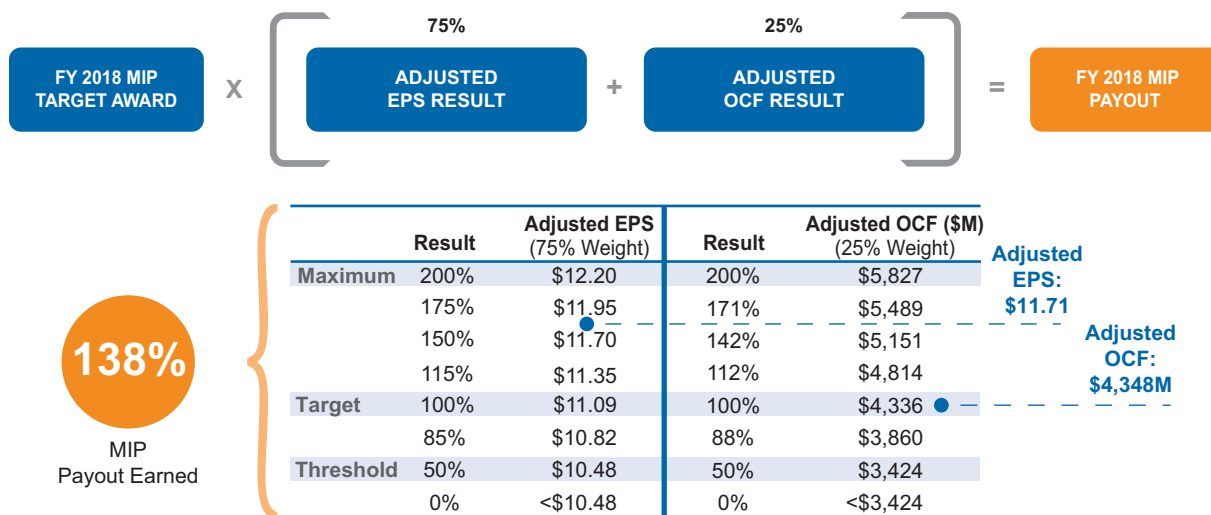 75% 25%
FY 2018 MIP
TARGET AWARD
X
ADJUSTED
EPS RESULT
+
ADJUSTED
OCF RESULT
=
FY 2018 MIP
PAYOUT
Result Adjusted EPS (75% Weight) Result Adjusted OCF ($M) (25% Weight)
Maximum 200% $12.20 200% $5,827
175% $11.95 171% $5,489
150% $11.70 142% $5,151
115% $11.35 112% $4,814
Target 100% $11.09 100% $4,336
85% $10.82 88% $3,860
Threshold 50% $10.48 50% $3,424
0% <$10.48 0% <$3,424
Adjusted
EPS:
$11.71
Adjusted
OCF:
$4,348M
138%
MIP
Payout Earned